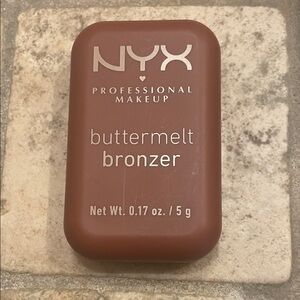 NYX
PROFESSIONAL
MAKEUP
buttermelt
bronzer
Net Wt. 0.17 oz. / 5 g